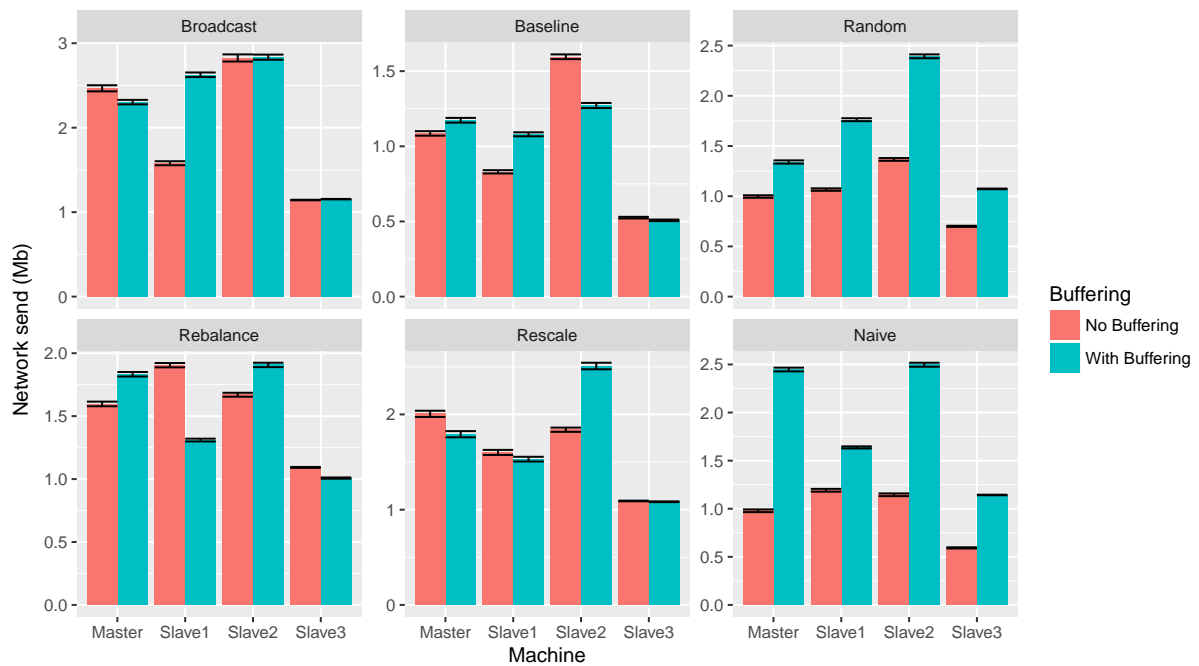 Broadcast
Baseline
Random
3
2
1
0
1.5
1.0
0.5
0.0
2.5
2.0
1.5
1.0
0.5
0.0
Network send (Mb)
Rebalance
Rescale
Naive
2.0
1.5
1.0
0.5
0.0
2
1
0
2.5
2.0
1.5
1.0
0.5
0.0
Master Slave1 Slave2 Slave3
Master Slave1 Slave2 Slave3
Master Slave1 Slave2 Slave3
Machine
Buffering
No Buffering
With Buffering